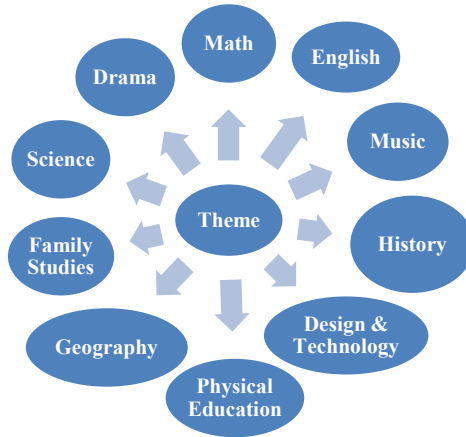 Math
English
Drama
Music
Science
Theme
History
Family
Studies
Design &
Technology
Geography
Physical
Education